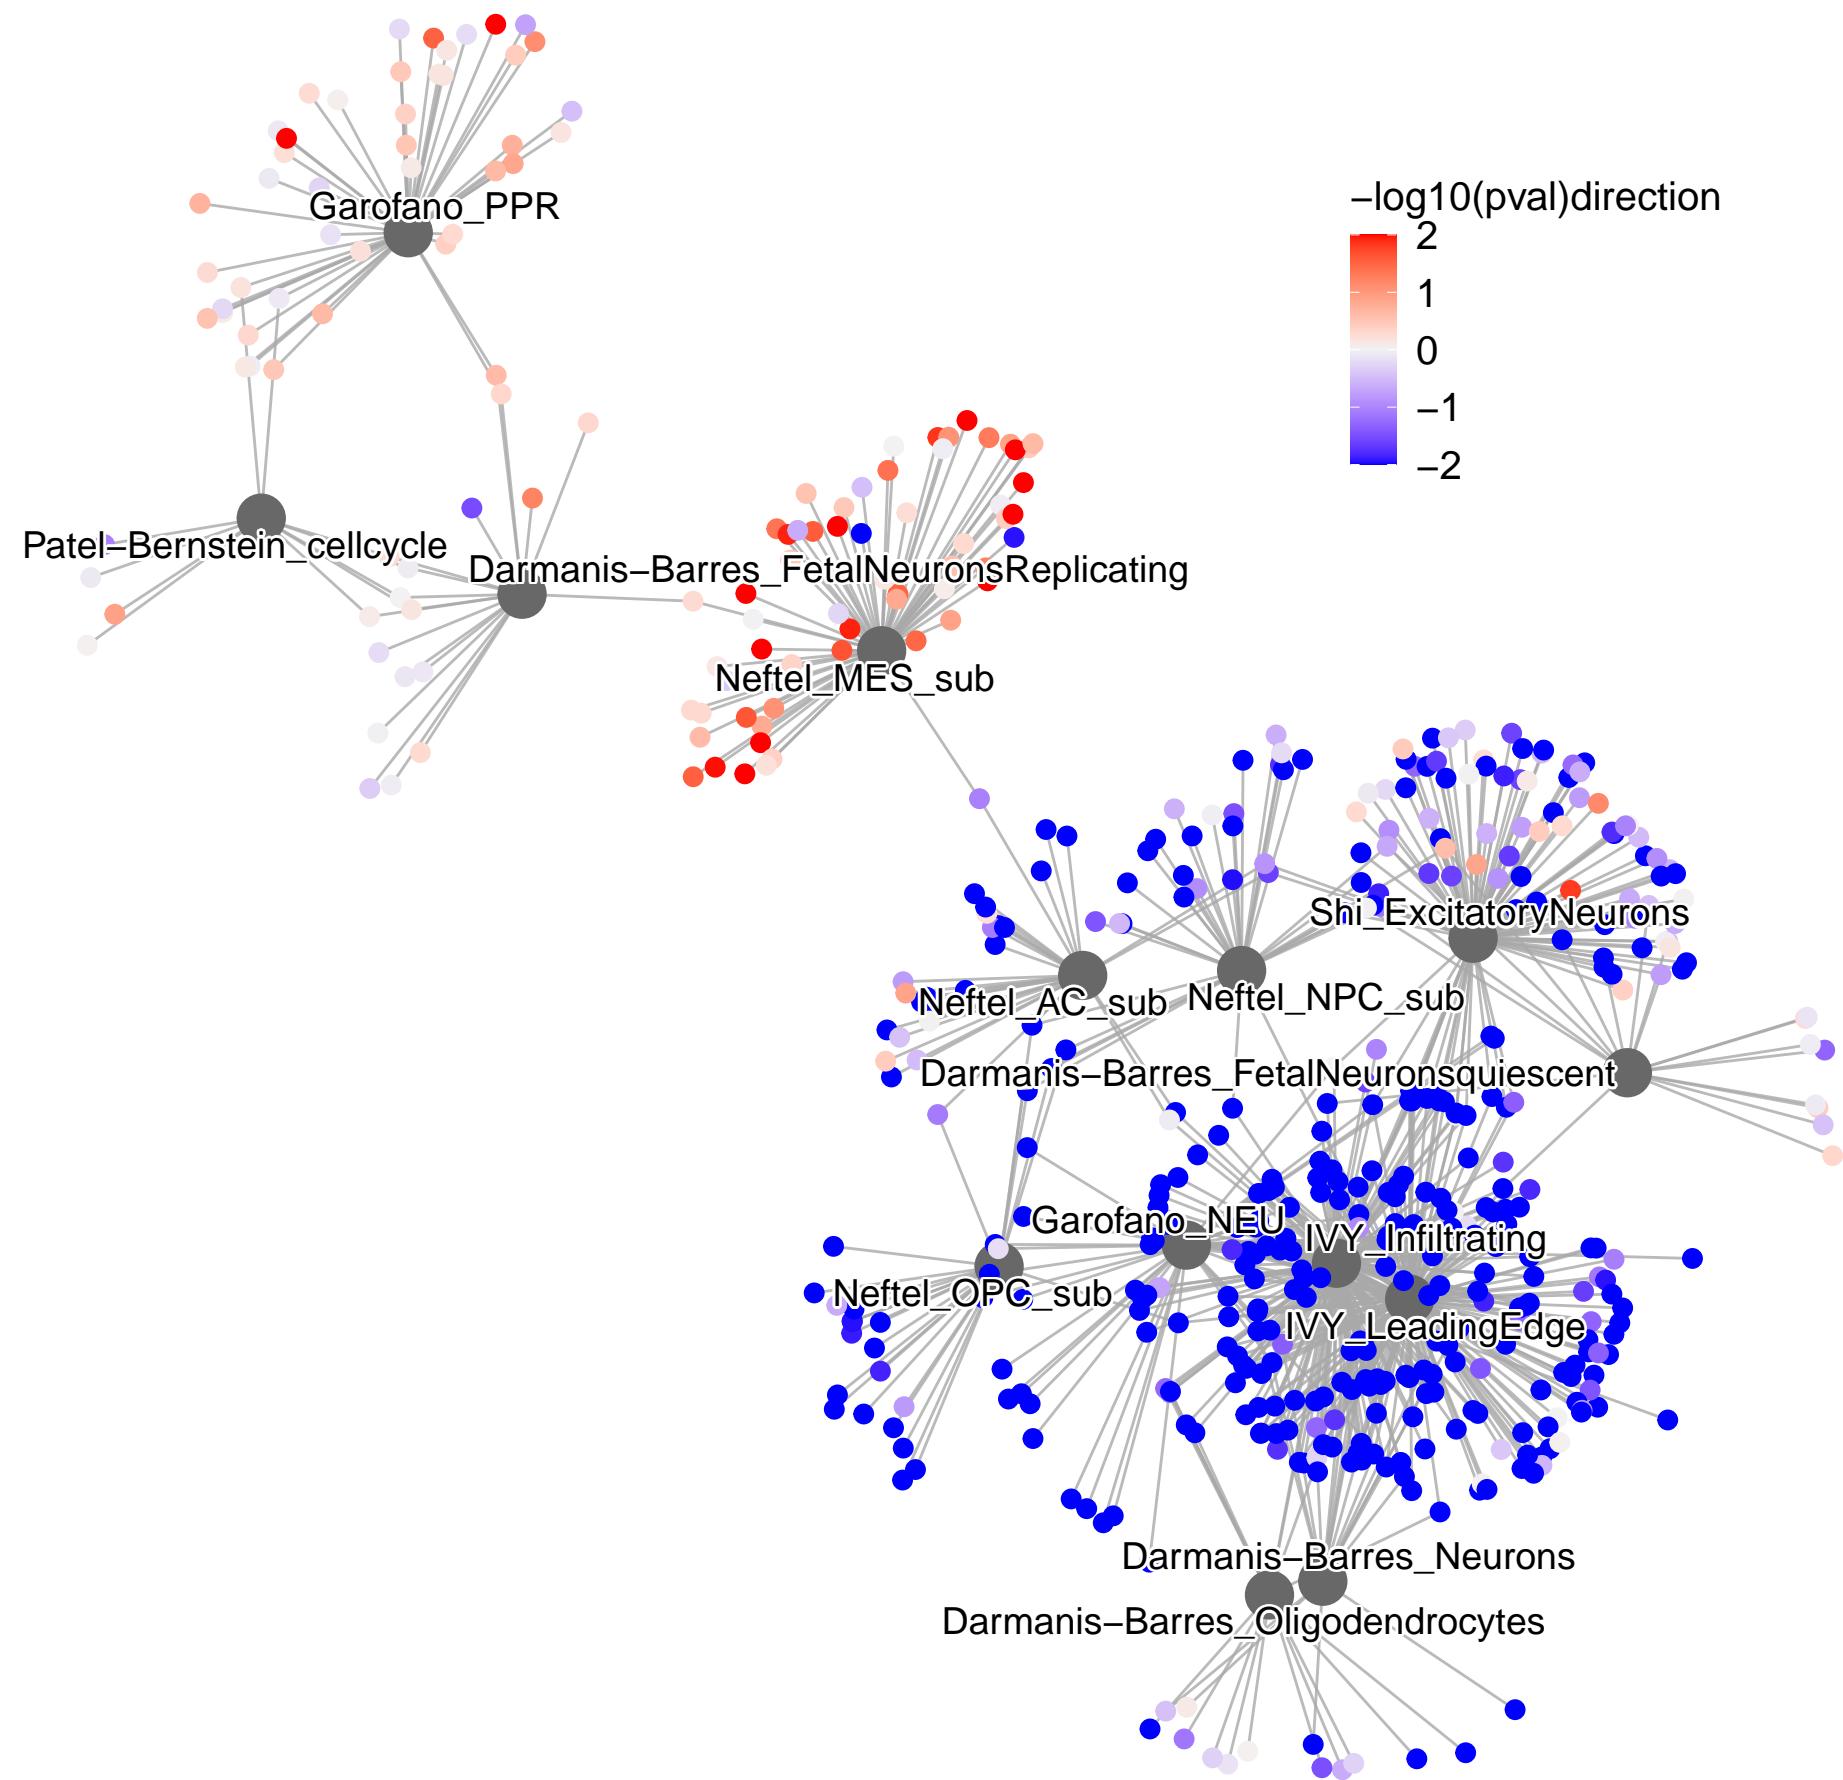 −log10(pval)direction
2
1
0
−1
−2
Garofano_PPR
Patel−Bernstein_cellcycle
Darmanis−Barres_FetalNeuronsReplicating
Neftel_MES_sub
Shi_ExcitatoryNeurons
Neftel_AC_sub
Neftel_NPC_sub
Darmanis−Barres_FetalNeuronsquiescent
Garofano_NEU
IVY_Infiltrating
Neftel_OPC_sub
IVY_LeadingEdge
Darmanis−Barres_Neurons
Darmanis−Barres_Oligodendrocytes